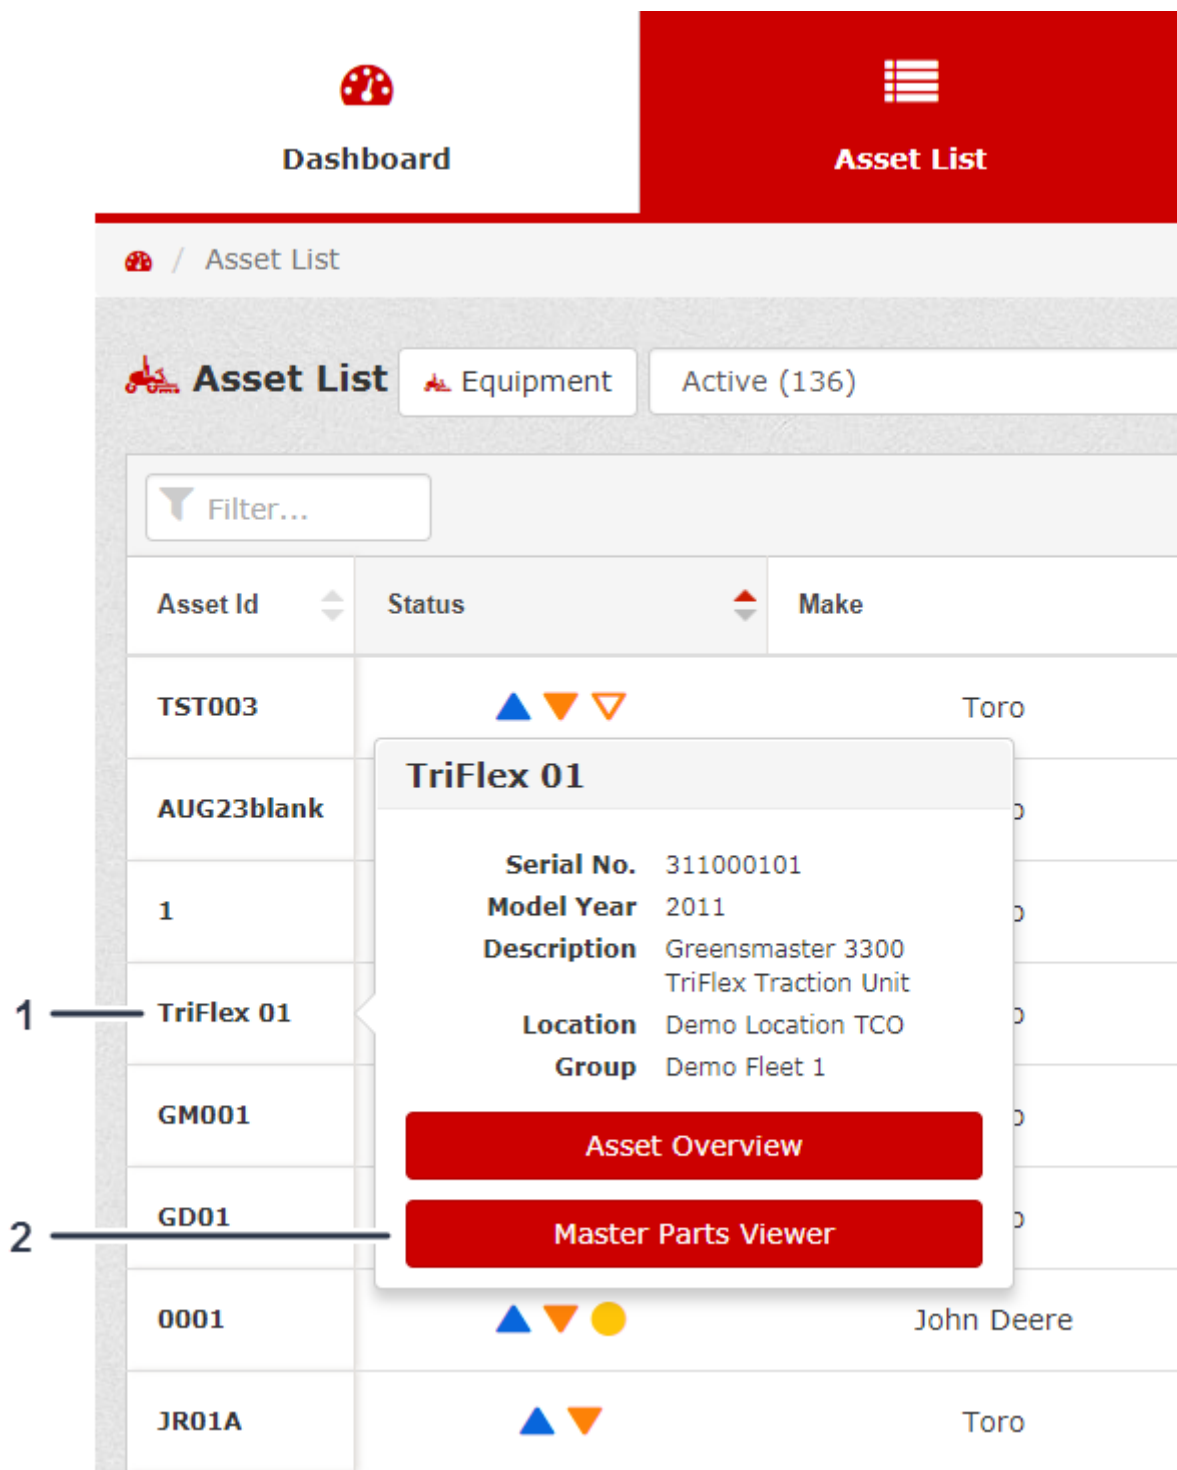 Dashboard
Asset List
/ Asset List
Asset List
Equipment
Active (136)
Filter...
Asset Id
Status
Make
TST003
Toro
TriFlex 01
AUG23blank
o
Serial No. 311000101
Model Year 2011
1
o
Description Greensmaster 3300
TriFlex Traction Unit
1
TriFlex 01
o
Location Demo Location TCO
Group Demo Fleet 1
GM001
o
Asset Overview
2
GD01
o
Master Parts Viewer
0001
John Deere
JR01A
Toro